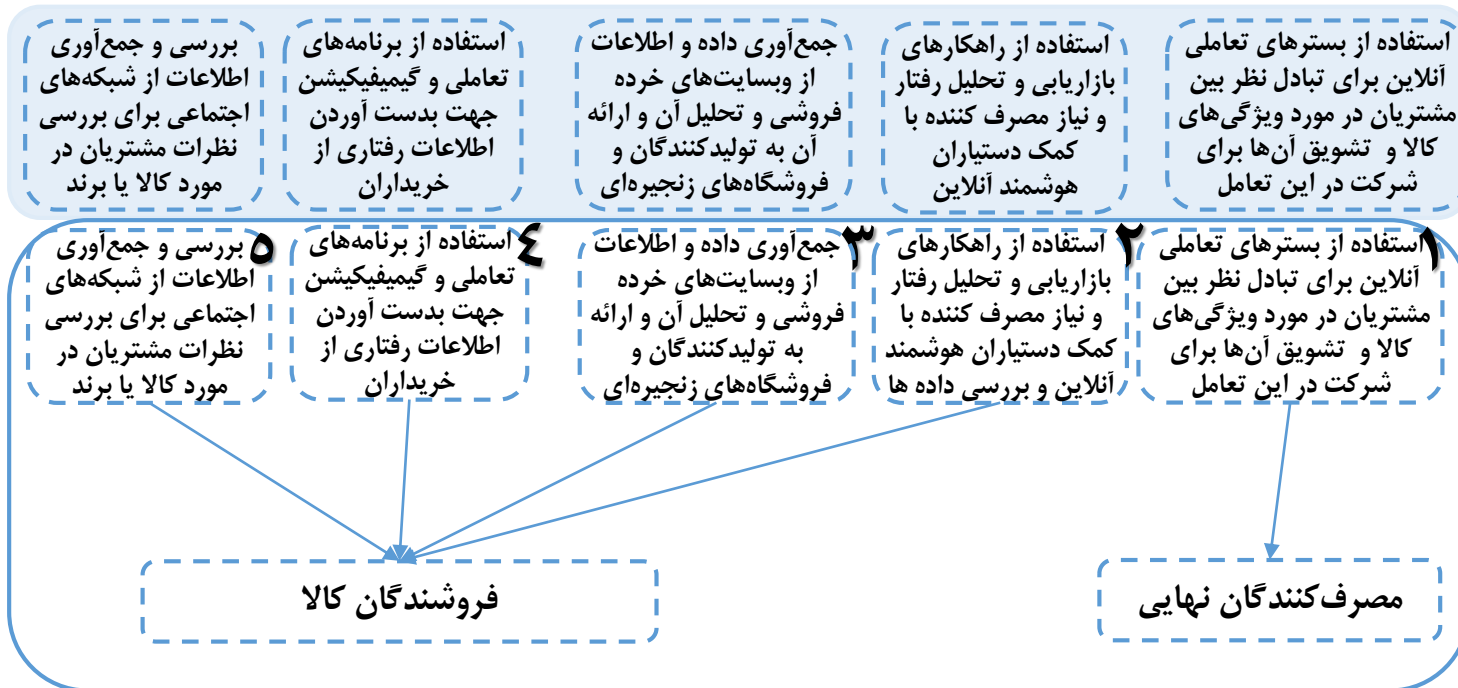 استفاده از بسترهای تعاملی
آنلاین برای تبادل نظر بین
مشتریان در مورد ویژگی‌های
کالا و تشویق آن‌ها برای
شرکت در این تعامل
استفاده از راهکارهای
بازاریابی و تحلیل رفتار
و نیاز مصرف کننده با
کمک دستیاران
هوشمند آنلاین
جمع‌آوری داده و اطلاعات
از وبسایت‌های خرده
فروشی و تحلیل آن و ارائه
آن به تولیدکنندگان و
فروشگاه‌های زنجیره‌ای
استفاده از برنامه‌های
تعاملی و گیمیفیکیشن
جهت بدست آوردن
اطلاعات رفتاری از
خریداران
بررسی و جمع‌آوری
اطلاعات از شبکه‌های
اجتماعی برای بررسی
نظرات مشتریان در
مورد کالا یا برند
۱
استفاده از بسترهای تعاملی
آنلاین برای تبادل نظر بین
مشتریان در مورد ویژگی‌های
کالا و تشویق آن‌ها برای
شرکت در این تعامل
۲
استفاده از راهکارهای
بازاریابی و تحلیل رفتار
و نیاز مصرف کننده با
کمک دستیاران هوشمند
آنلاین و بررسی داده ها
۳
جمع‌آوری داده و اطلاعات
از وبسایت‌های خرده
فروشی و تحلیل آن و ارائه
به تولیدکنندگان و
فروشگاه‌های زنجیره‌ای
٤
استفاده از برنامه‌های
تعاملی و گیمیفیکیشن
جهت بدست آوردن
اطلاعات رفتاری از
خریداران
۵
بررسی و جمع‌آوری
اطلاعات از شبکه‌های
اجتماعی برای بررسی
نظرات مشتریان در
مورد کالا یا برند
مصرف‌کنندگان نهایی
فروشندگان کالا